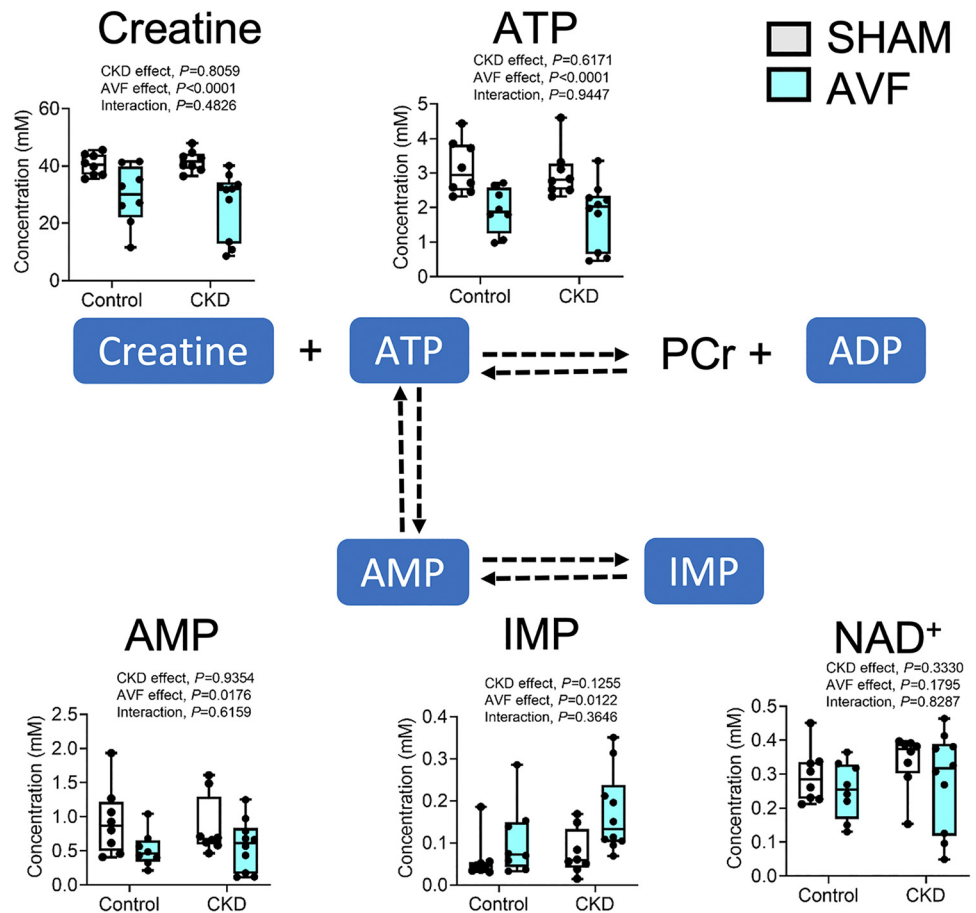 Creatine
CKD effect, P=0.8059
AVF effect, P<0.0001
Interaction, P=0.4826
Concentration (mM)
60
40
20
0
Control CKD
ATP
CKD effect, P=0.6171
AVF effect, P<0.0001
Interaction, P=0.9447
Concentration (mM)
5
4
3
2
1
0
Control CKD
SHAM
AVF
Creatine + ATP PCr + ADP
AMP IMP
AMP
CKD effect, P=0.9354
AVF effect, P=0.0176
Interaction, P=0.6159
Concentration (mM)
2.5
2.0
1.5
1.0
0.5
0.0
Control CKD
IMP
CKD effect, P=0.1255
AVF effect, P=0.0122
Interaction, P=0.3646
Concentration (mM)
0.4
0.3
0.2
0.1
0.0
Control CKD
NAD⁺
CKD effect, P=0.3330
AVF effect, P=0.1795
Interaction, P=0.8287
Concentration (mM)
0.5
0.4
0.3
0.2
0.1
0.0
Control CKD